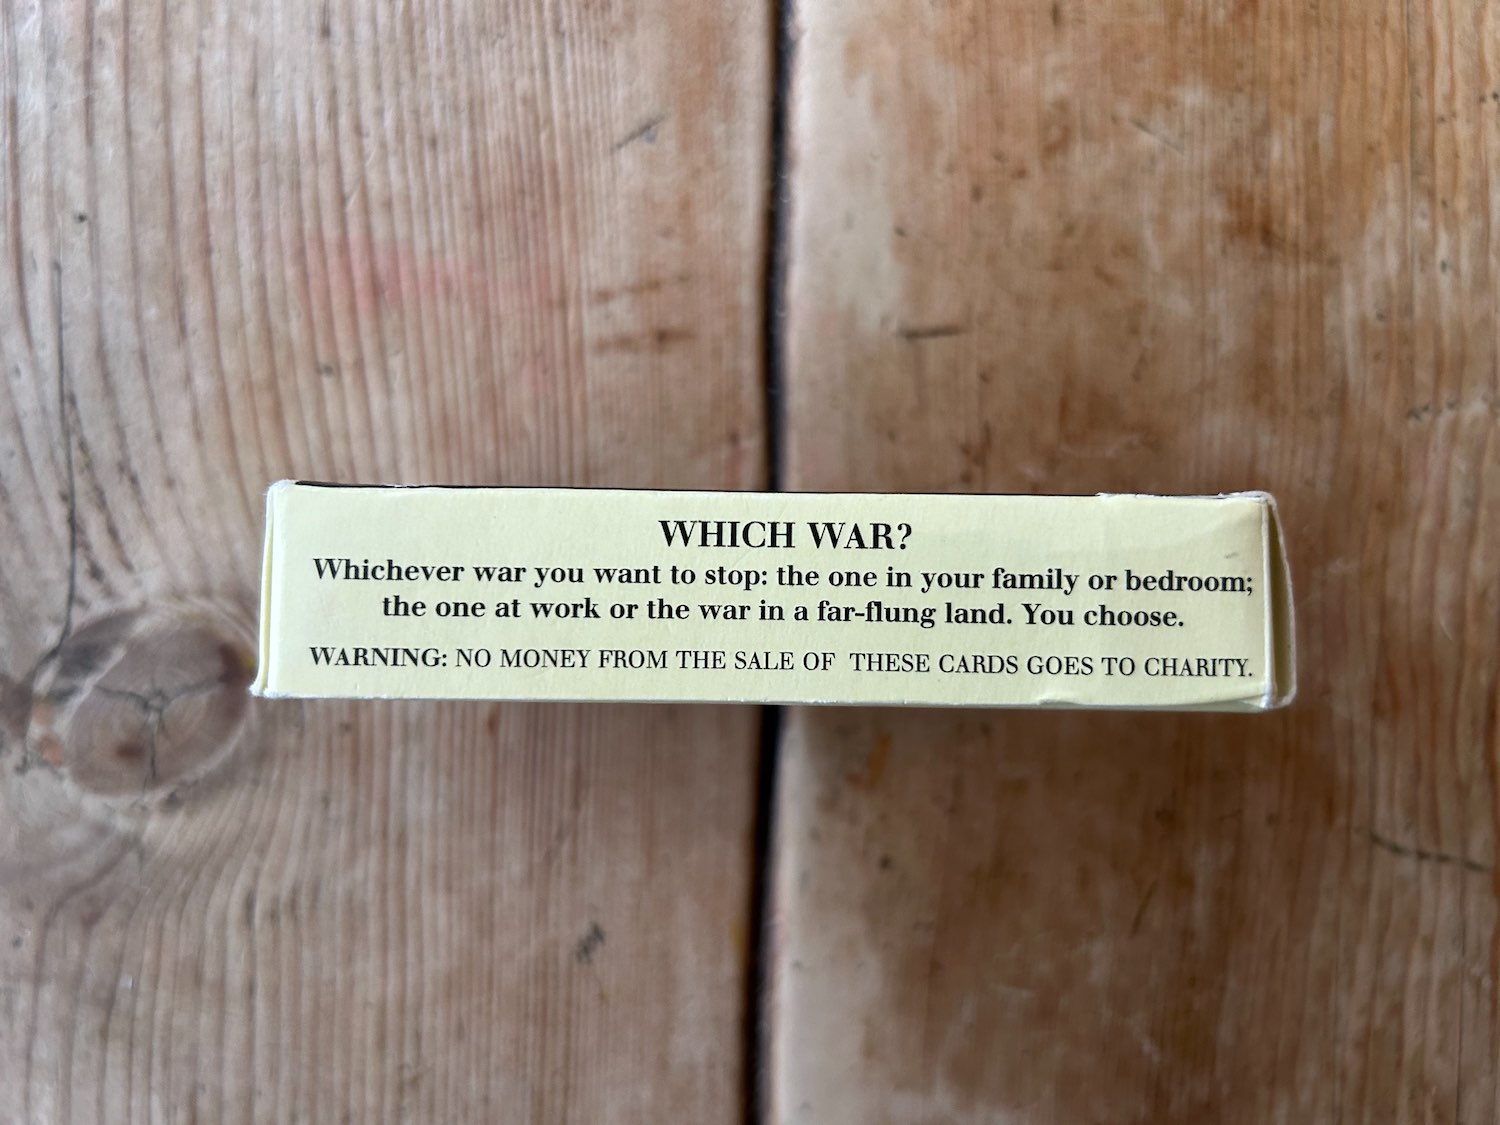 WHICH WAR?
Whichever war you want to stop: the one in your family or bedroom;
the one at work or the war in a far-flung land. You choose.
WARNING: NO MONEY FROM THE SALE OF THESE CARDS GOES TO CHARITY.